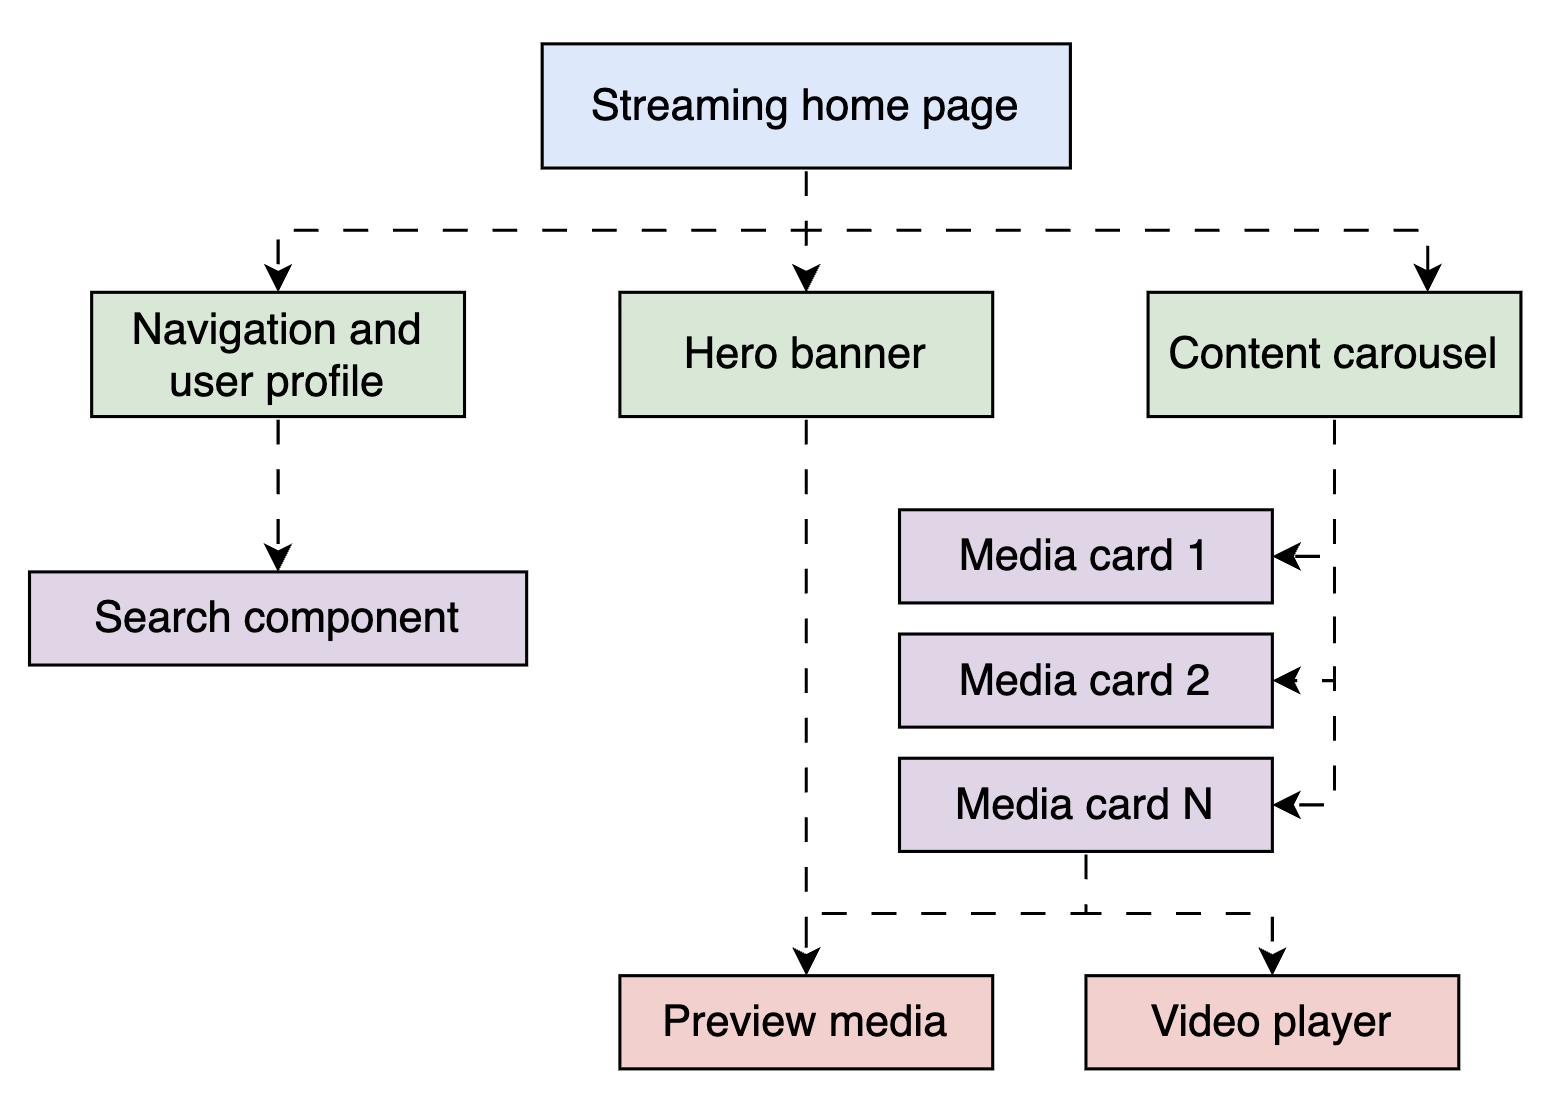 Streaming home page
Navigation and
user profile
Hero banner
Content carousel
Media card 1
Search component
Media card 2
Media card N
Preview media
Video player